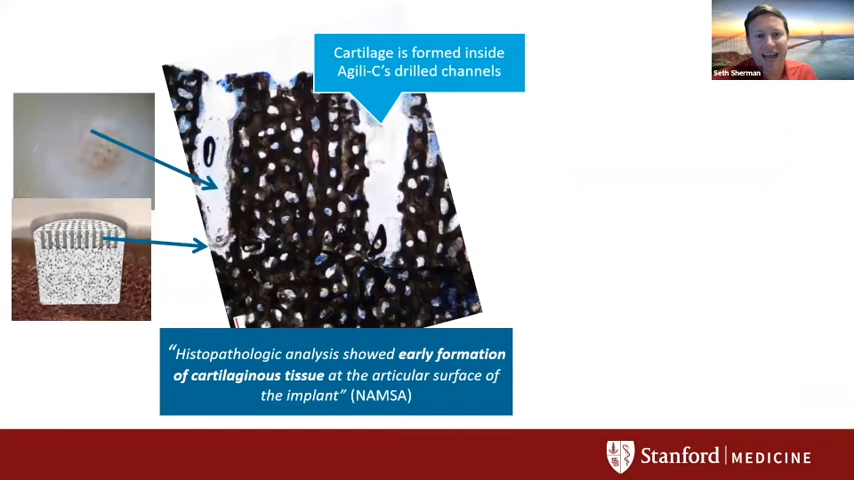 Cartilage is formed inside
Agili-C's drilled channels
Seth Sherman
“Histopathologic analysis showed early formation
of cartilaginous tissue at the articular surface of
the implant” (NAMSA)
Stanford | MEDICINE